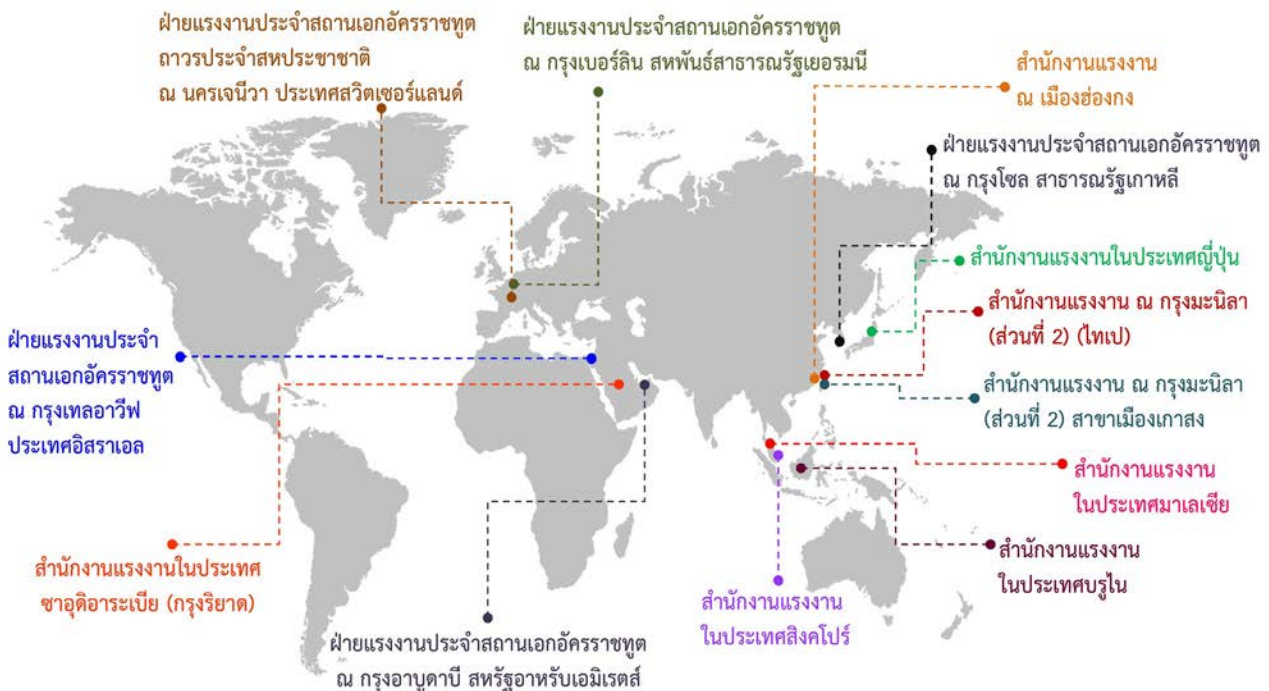 ฝ่ายแรงงานประจำสถานเอกอัครราชทูต
ถาวรประจำสหประชาชาติ
ณ นครเจนีวา ประเทศสวิตเซอร์แลนด์
ฝ่ายแรงงานประจำสถานเอกอัครราชทูต
ณ กรุงเบอร์ลิน สหพันธ์สาธารณรัฐเยอรมนี
สำนักงานแรงงาน
ณ เมืองฮ่องกง
ฝ่ายแรงงานประจำสถานเอกอัครราชทูต
ณ กรุงโซล สาธารณรัฐเกาหลี
สำนักงานแรงงานในประเทศญี่ปุ่น
สำนักงานแรงงาน ณ กรุงมะนิลา
(ส่วนที่ 2) (ไทเป)
ฝ่ายแรงงานประจำ
สถานเอกอัครราชทูต
ณ กรุงเทลอาวีฟ
ประเทศอิสราเอล
สำนักงานแรงงาน ณ กรุงมะนิลา
(ส่วนที่ 2) สาขาเมืองเกาสง
สำนักงานแรงงาน
ในประเทศมาเลเซีย
สำนักงานแรงงาน
ในประเทศบรูไน
สำนักงานแรงงานในประเทศ
ซาอุดิอาระเบีย (กรุงริยาด)
สำนักงานแรงงาน
ในประเทศสิงคโปร์
ฝ่ายแรงงานประจำสถานเอกอัครราชทูต
ณ กรุงอาบูดาบี สหรัฐอาหรับเอมิเรตส์